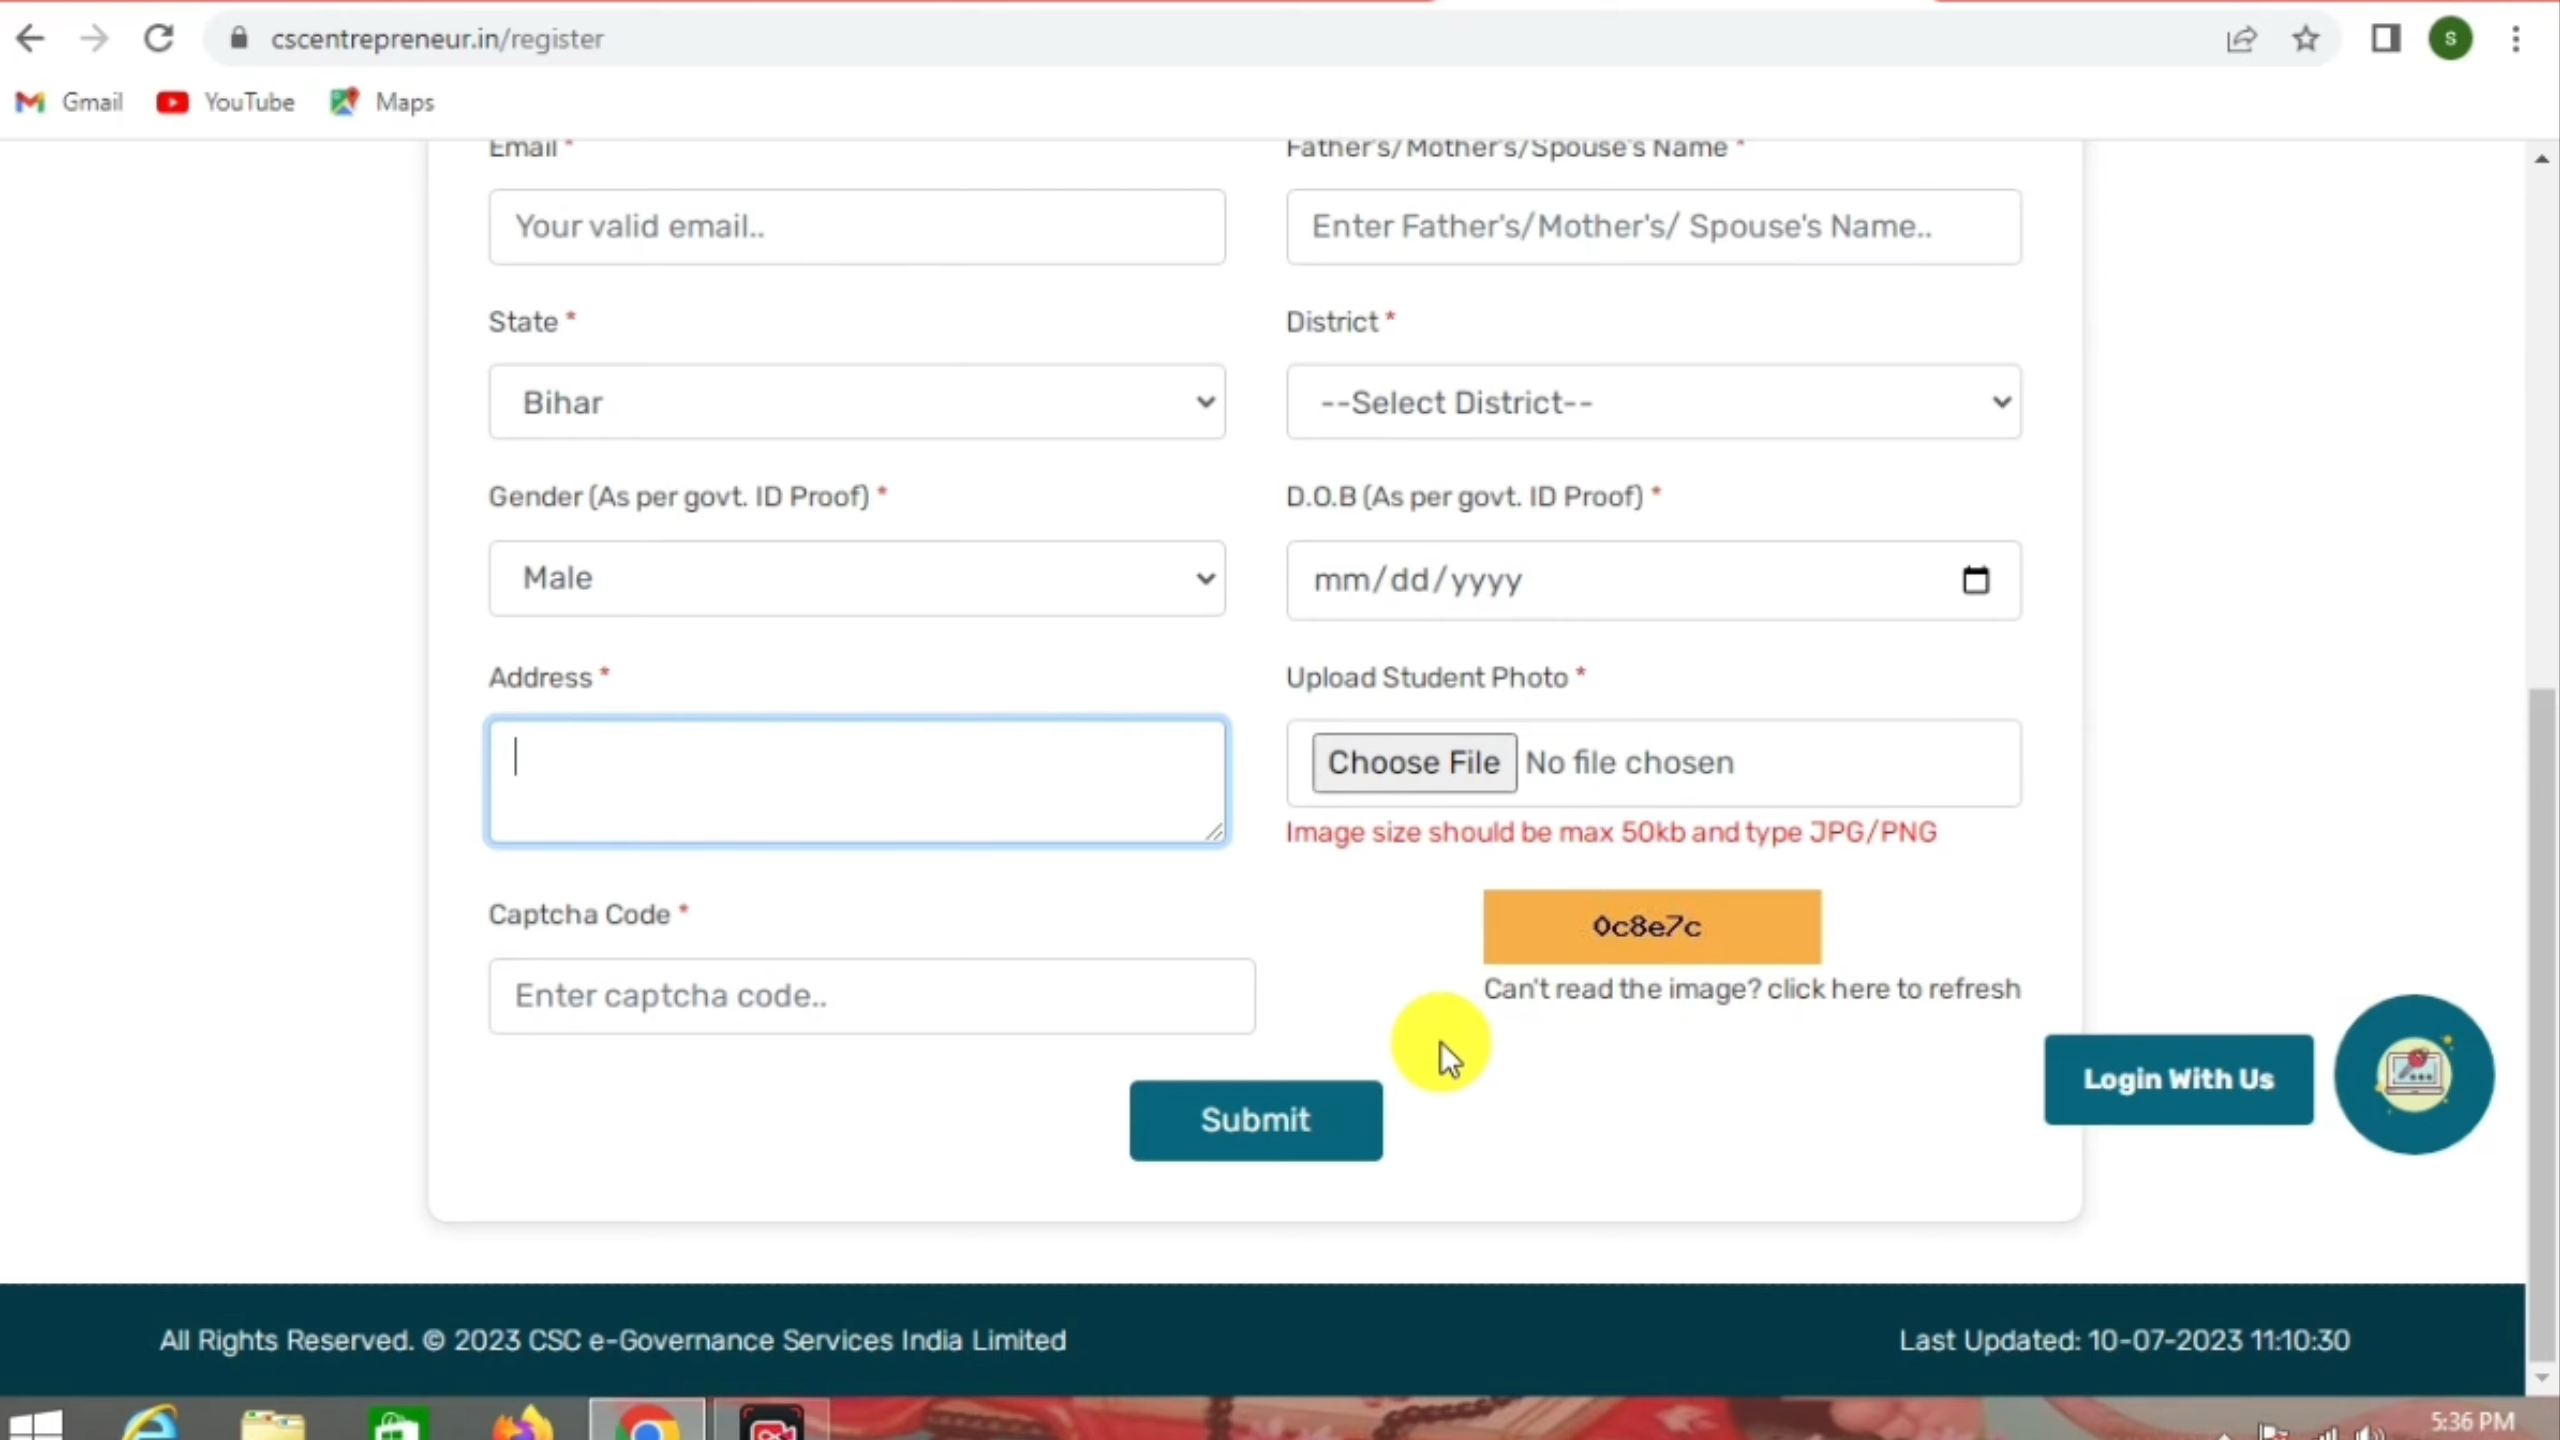 cscentrepreneur.in/register
S
Gmail YouTube Maps
Email * Father's/Mother's/Spouse's Name *
Your valid email.. Enter Father's/Mother's/ Spouse's Name..
State * District *
Bihar --Select District--
Gender (As per govt. ID Proof) * D.O.B (As per govt. ID Proof) *
Male mm/dd/yyyy
Address * Upload Student Photo *
Choose File No file chosen
Image size should be max 50kb and type JPG/PNG
Captcha Code * 0c8e7c
Enter captcha code.. Can't read the image? click here to refresh
Login With Us
Submit
All Rights Reserved. © 2023 CSC e-Governance Services India Limited Last Updated: 10-07-2023 11:10:30
5:36 PM